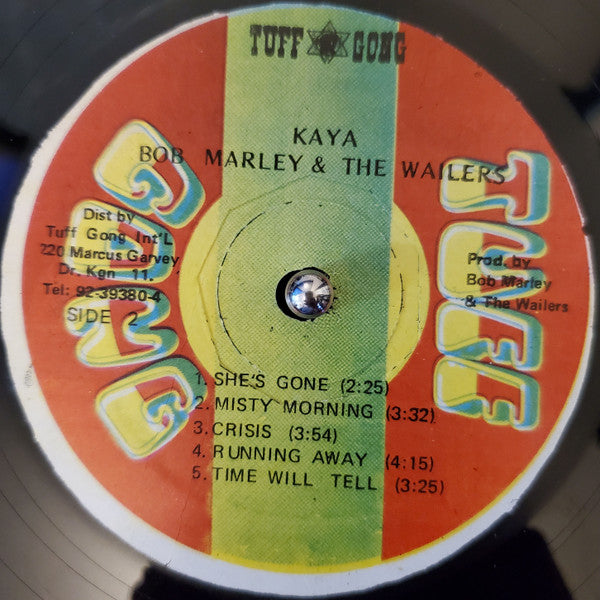 TUFF GONG
KAYA
BOB MARLEY & THE WAILERS
GONG
TUFF
Dist by
Tuff Gong Int'L
220 Marcus Garvey
Dr. Kgn 11.
Tel: 92-39380-4
SIDE 2
Prod. by
Bob Marley
& The Wailers
1. SHE'S GONE (2:25)
2. MISTY MORNING (3:32)
3. CRISIS (3:54)
4. RUNNING AWAY (4:15)
5. TIME WILL TELL (3:25)